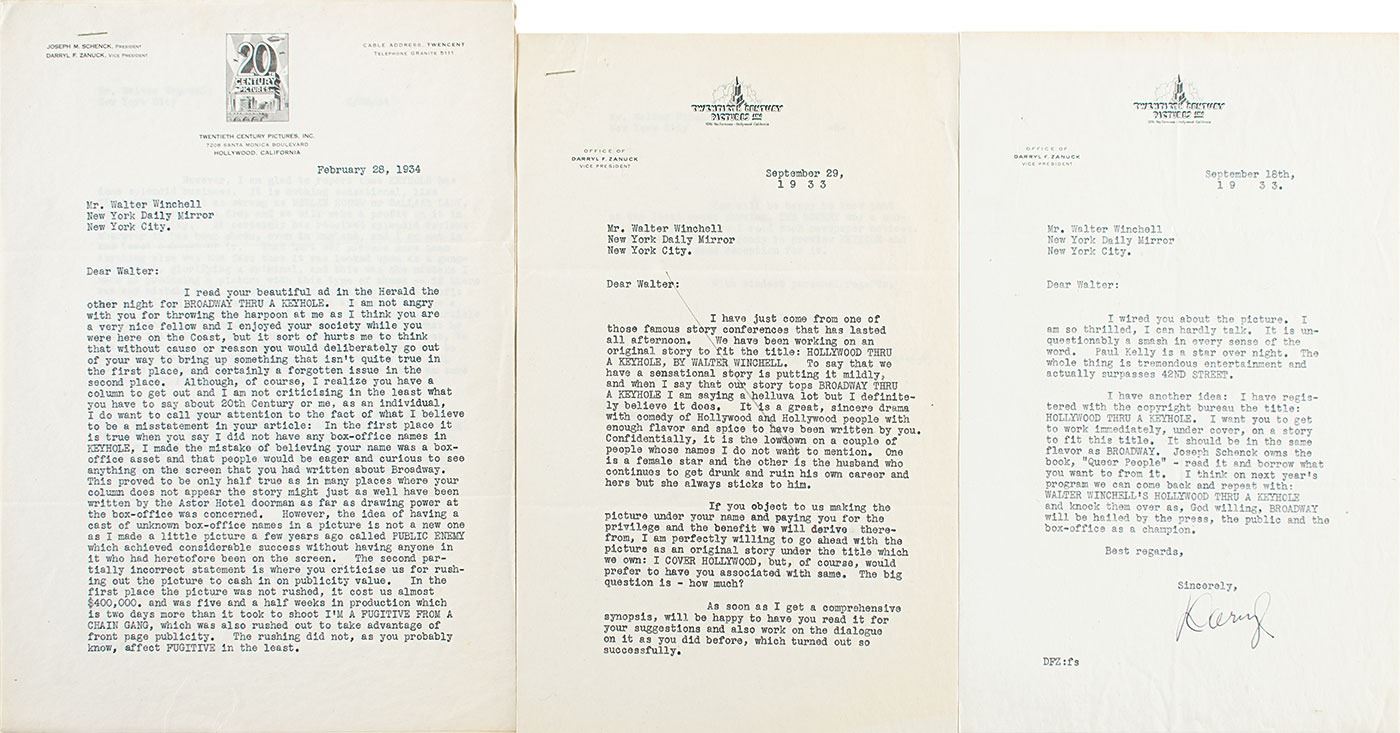 JOSEPH M. SCHENCK, PRESIDENT
DARRYL F. ZANUCK, VICE PRESIDENT
20TH
CENTURY
PICTURES INC.
CABLE ADDRESS, TWENCENT
TELEPHONE GRANITE 5111
TWENTIETH CENTURY PICTURES, INC.
7208 SANTA MONICA BOULEVARD
HOLLYWOOD, CALIFORNIA
February 28, 1934
Mr. Walter Winchell
New York Daily Mirror
New York City.
Dear Walter:
I read your beautiful ad in the Herald the
other night for BROADWAY THRU A KEYHOLE. I am not angry
with you for throwing the harpoon at me as I think you are
a very nice fellow and I enjoyed your society while you
were here on the Coast, but it sort of hurts me to think
that without cause or reason you would deliberately go out
of your way to bring up something that isn't quite true in
the first place, and certainly a forgotten issue in the
second place. Although, of course, I realize you have a
column to get out and I am not criticising in the least what
you have to say about 20th Century or me, as an individual,
I do want to call your attention to the fact of what I believe
to be a misstatement in your article: In the first place it
is true when you say I did not have any box-office names in
KEYHOLE, I made the mistake of believing your name was a box-
office asset and that people would be eager and curious to see
anything on the screen that you had written about Broadway.
This proved to be only half true as in many places where your
column does not appear the story might just as well have been
written by the Astor Hotel doorman as far as drawing power at
the box-office was concerned. However, the idea of having a
cast of unknown box-office names in a picture is not a new one
as I made a little picture a few years ago called PUBLIC ENEMY
which achieved considerable success without having anyone in
it who had heretofore been on the screen. The second par-
tially incorrect statement is where you criticise us for rush-
ing out the picture to cash in on publicity value. In the
first place the picture was not rushed, it cost us almost
$400,000. and was five and a half weeks in production which
is two days more than it took to shoot I'M A FUGITIVE FROM A
CHAIN GANG, which was also rushed out to take advantage of
front page publicity. The rushing did not, as you probably
know, affect FUGITIVE in the least.
TWENTIETH CENTURY
PICTURES INC
OFFICE OF
DARRYL F. ZANUCK
VICE PRESIDENT
September 29,
1933
Mr. Walter Winchell
New York Daily Mirror
New York City.
Dear Walter:
I have just come from one of
those famous story conferences that has lasted
all afternoon. We have been working on an
original story to fit the title: HOLLYWOOD THRU
A KEYHOLE, BY WALTER WINCHELL. To say that we
have a sensational story is putting it mildly,
and when I say that our story tops BROADWAY THRU
A KEYHOLE I am saying a helluva lot but I definite-
ly believe it does. It is a great, sincere drama
with comedy of Hollywood and Hollywood people with
enough flavor and spice to have been written by you.
Confidentially, it is the lowdown on a couple of
people whose names I do not want to mention. One
is a female star and the other is the husband who
continues to get drunk and ruin his own career and
hers but she always sticks to him.
If you object to us making the
picture under your name and paying you for the
privilege and the benefit we will derive there-
from, I am perfectly willing to go ahead with the
picture as an original story under the title which
we own: I COVER HOLLYWOOD, but, of course, would
prefer to have you associated with same. The big
question is - how much?
As soon as I get a comprehensive
synopsis, will be happy to have you read it for
your suggestions and also work on the dialogue
on it as you did before, which turned out so
successfully.
TWENTIETH CENTURY
PICTURES INC
OFFICE OF
DARRYL F. ZANUCK
VICE PRESIDENT
September 18th,
1933.
Mr. Walter Winchell
New York Daily Mirror
New York City.
Dear Walter:
I wired you about the picture. I
am so thrilled, I can hardly talk. It is un-
questionably a smash in every sense of the
word. Paul Kelly is a star over night. The
whole thing is tremendous entertainment and
actually surpasses 42ND STREET.
I have another idea: I have regis-
tered with the copyright bureau the title:
HOLLYWOOD THRU A KEYHOLE. I want you to get
to work immediately, under cover, on a story
to fit this title. It should be in the same
flavor as BROADWAY. Joseph Schenck owns the
book, "Queer People" - read it and borrow what
you want to from it. I think on next year's
program we can come back and repeat with:
WALTER WINCHELL'S HOLLYWOOD THRU A KEYHOLE
and knock them over as, God willing, BROADWAY
will be hailed by the press, the public and the
box-office as a champion.
Best regards,
Sincerely,
DFZ:fs